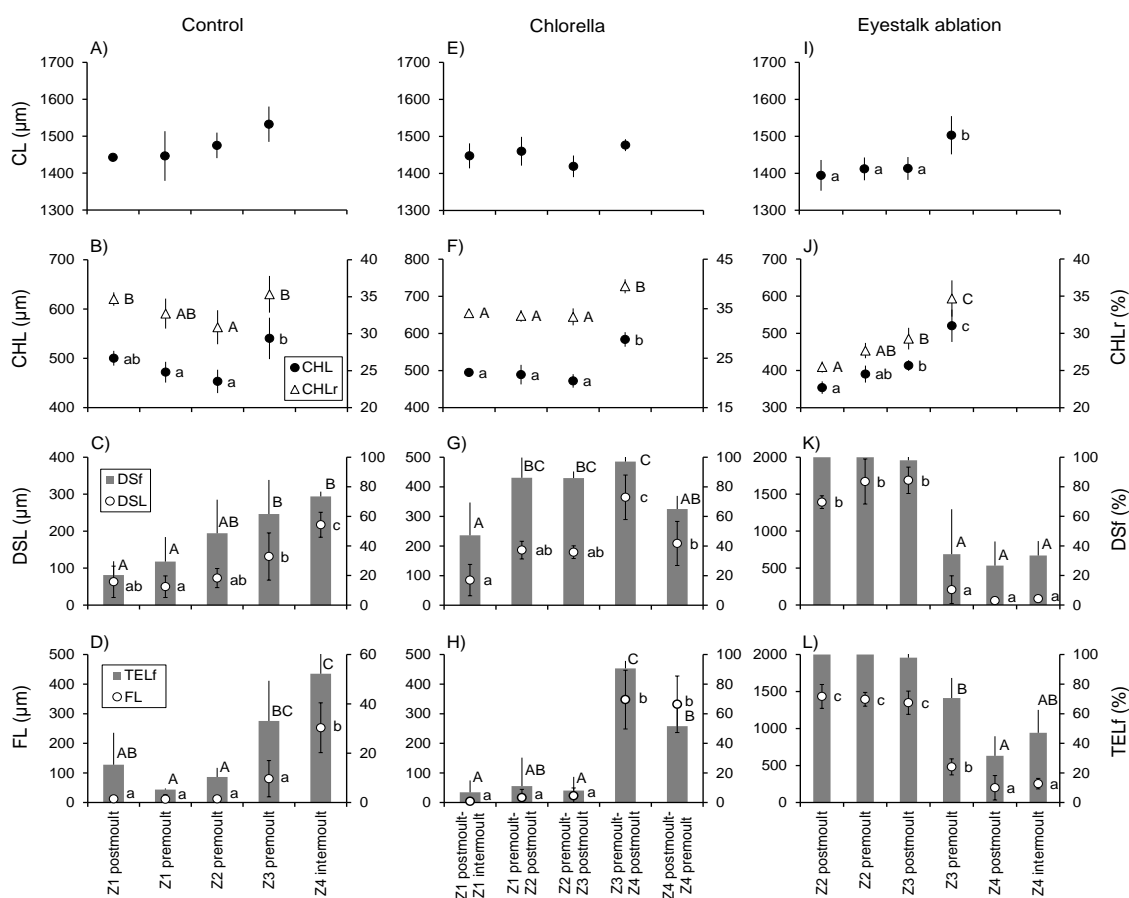 Control
Chlorella
Eyestalk ablation
A)
E)
I)
1700
1600
1500
1400
1300
CL (µm)
1700
1600
1500
1400
1300
1700
1600
1500
1400
1300
a
a
a
b
B)
F)
J)
700
600
500
400
CHL (µm)
40
35
30
25
20
B
AB
A
B
ab
a
a
b
CHL
CHLr
800
700
600
500
400
45
35
25
15
A
A
A
B
a
a
a
b
700
600
500
400
300
40
35
30
25
20
CHLr (%)
A
AB
B
C
a
ab
b
c
C)
G)
K)
400
300
200
100
0
DSL (µm)
100
80
60
40
20
0
DSf
DSL
A
A
AB
B
B
ab
a
ab
b
c
500
400
300
200
100
0
100
80
60
40
20
0
A
BC
BC
C
AB
a
ab
ab
c
b
2000
1500
1000
500
0
100
80
60
40
20
0
DSf (%)
b
b
b
A
A
A
a
a
a
D)
H)
L)
500
400
300
200
100
0
FL (µm)
60
40
20
0
TELf
FL
AB
A
A
BC
C
a
a
a
a
b
500
400
300
200
100
0
100
80
60
40
20
0
A
AB
A
C
B
a
a
a
b
b
2000
1500
1000
500
0
100
80
60
40
20
0
TELf (%)
c
c
c
B
A
AB
a
a
a
Z1 postmoult
Z1 premoult
Z2 premoult
Z3 premoult
Z4 intermoult
Z1 postmoult-
Z1 intermoult
Z1 premoult-
Z2 postmoult
Z2 premoult-
Z3 postmoult
Z3 premoult-
Z4 postmoult
Z4 postmoult-
Z4 premoult
Z2 postmoult
Z2 premoult
Z3 postmoult
Z3 premoult
Z4 postmoult
Z4 intermoult